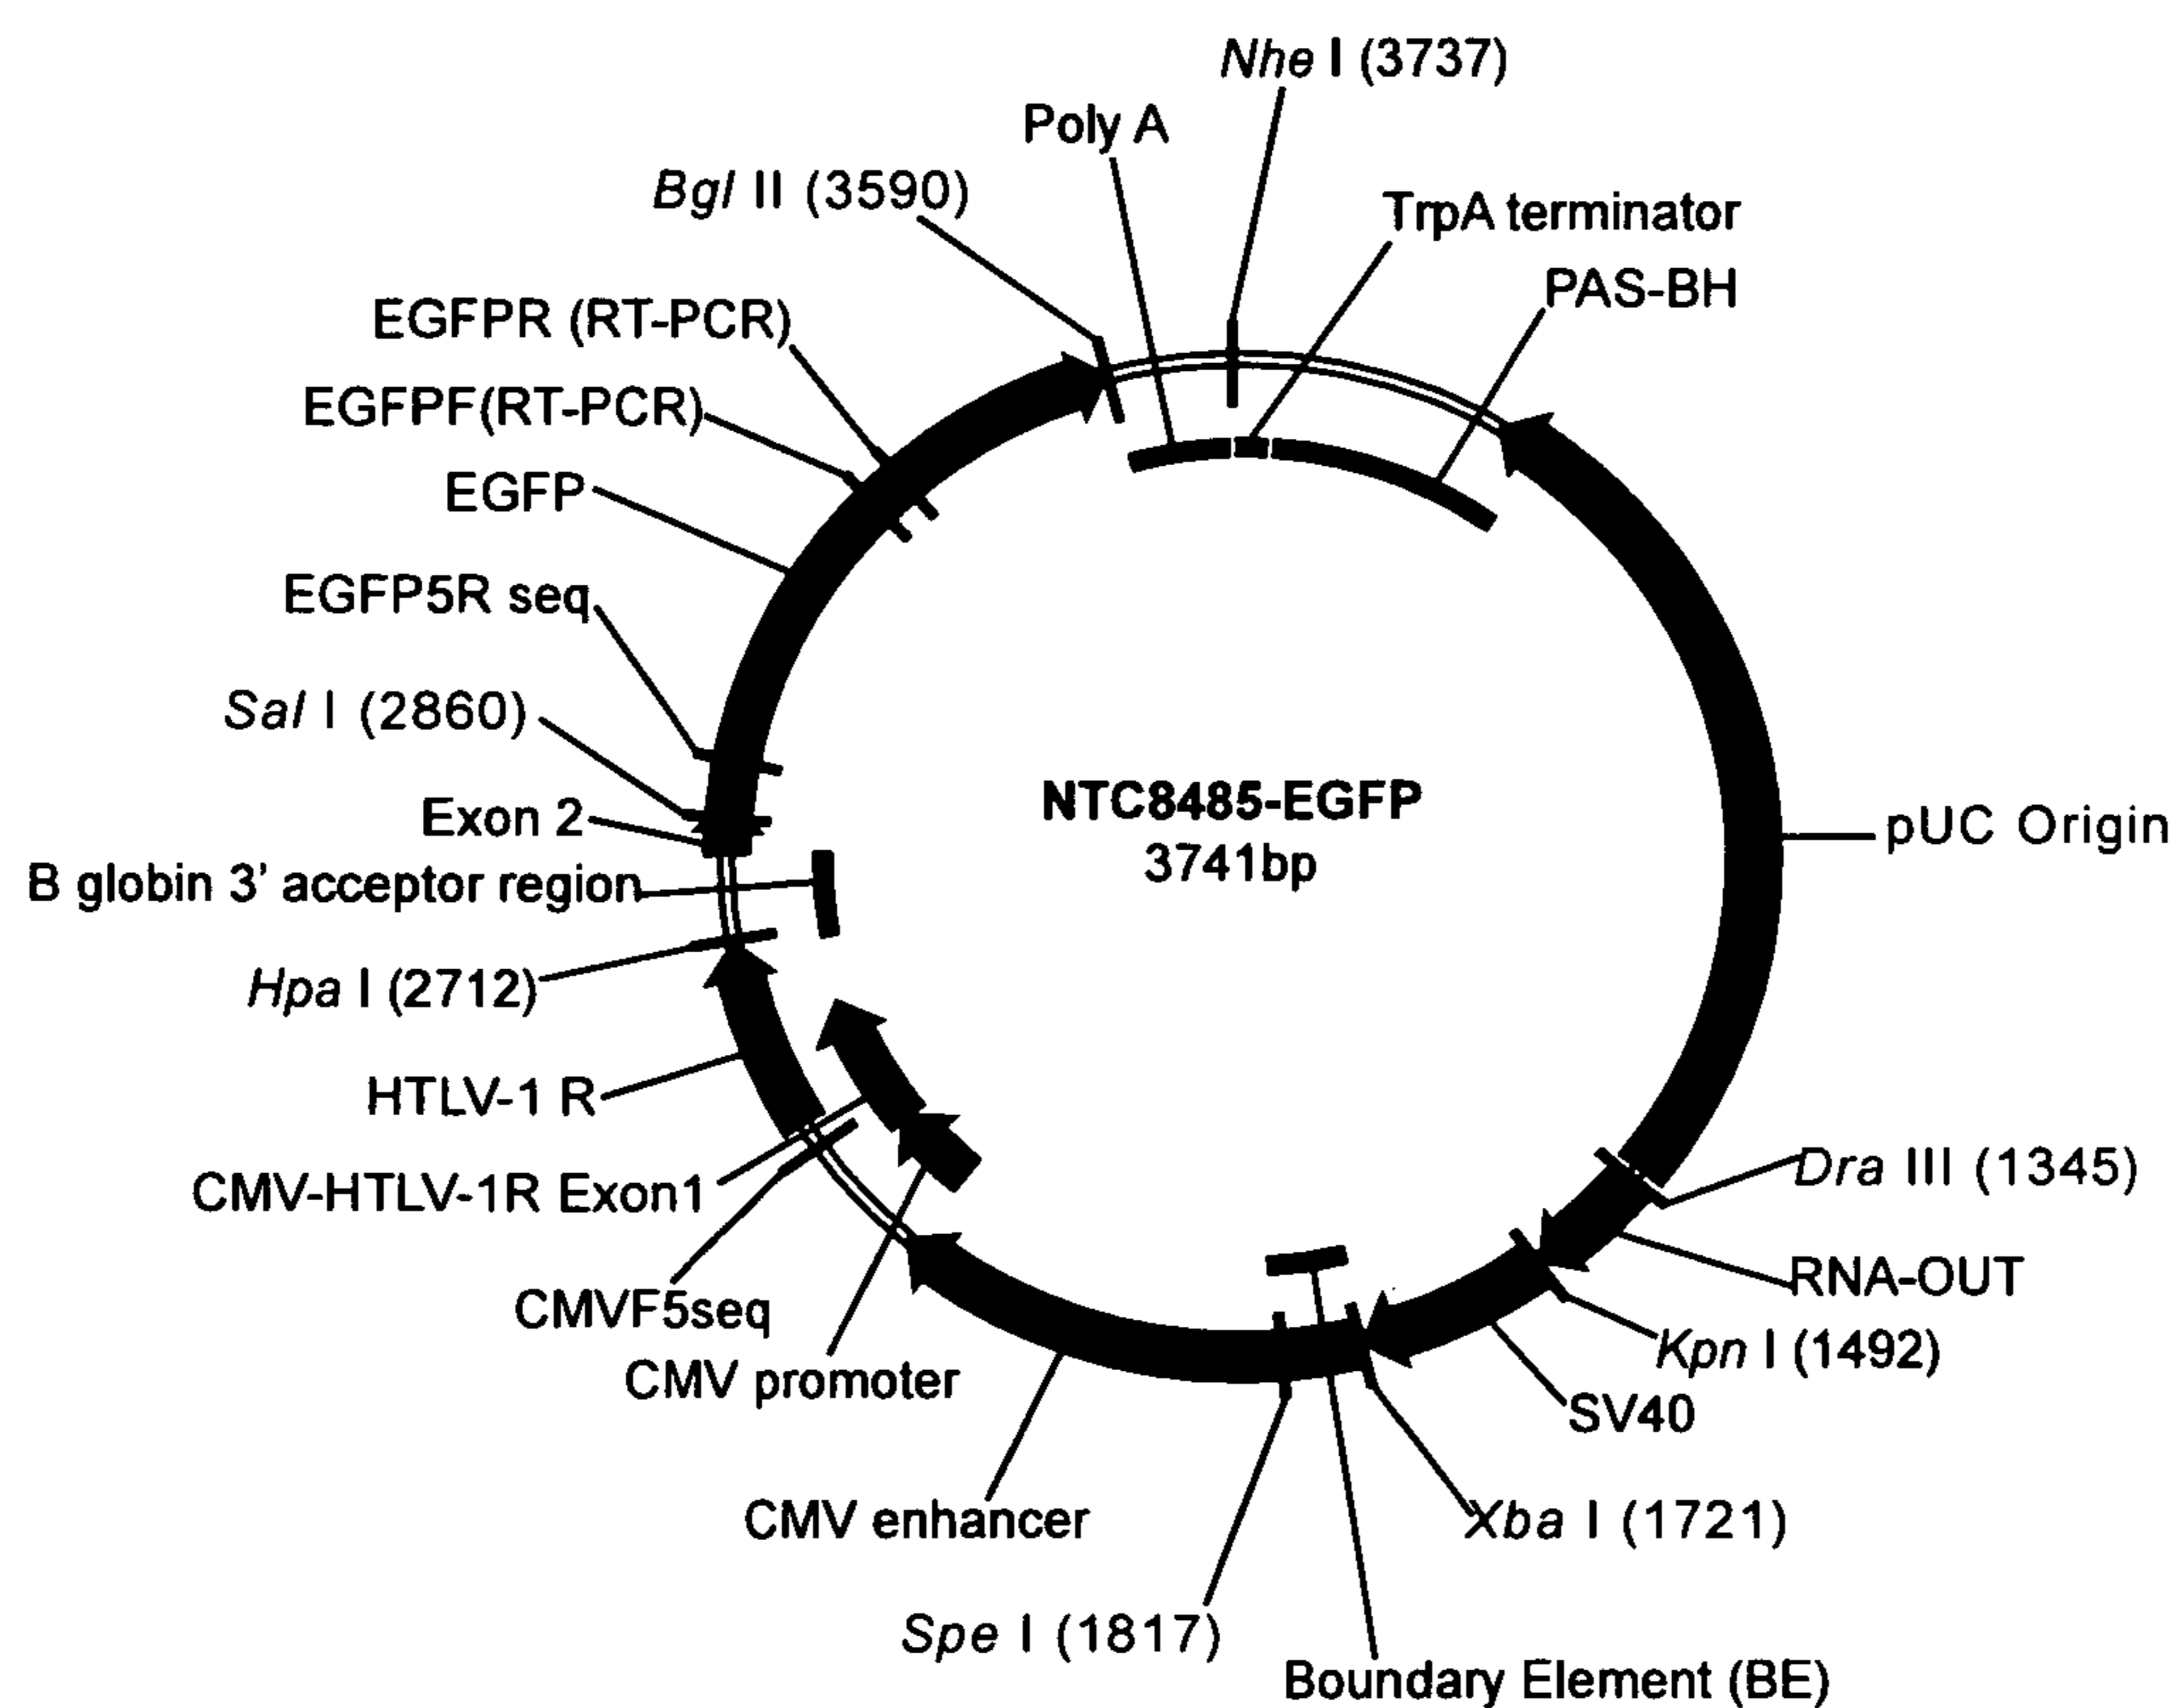 Nhe I (3737)
Poly A
Bgl II (3590)
TrpA terminator
PAS-BH
EGFPR (RT-PCR)
EGFPF(RT-PCR)
EGFP
EGFP5R seq
Sal I (2860)
Exon 2
B globin 3’ acceptor region
Hpa I (2712)
HTLV-1 R
CMV-HTLV-1R Exon1
CMVF5seq
CMV promoter
CMV enhancer
Spe I (1817)
Boundary Element (BE)
Xba I (1721)
SV40
Kpn I (1492)
RNA-OUT
Dra III (1345)
pUC Origin
NTC8485-EGFP
3741bp